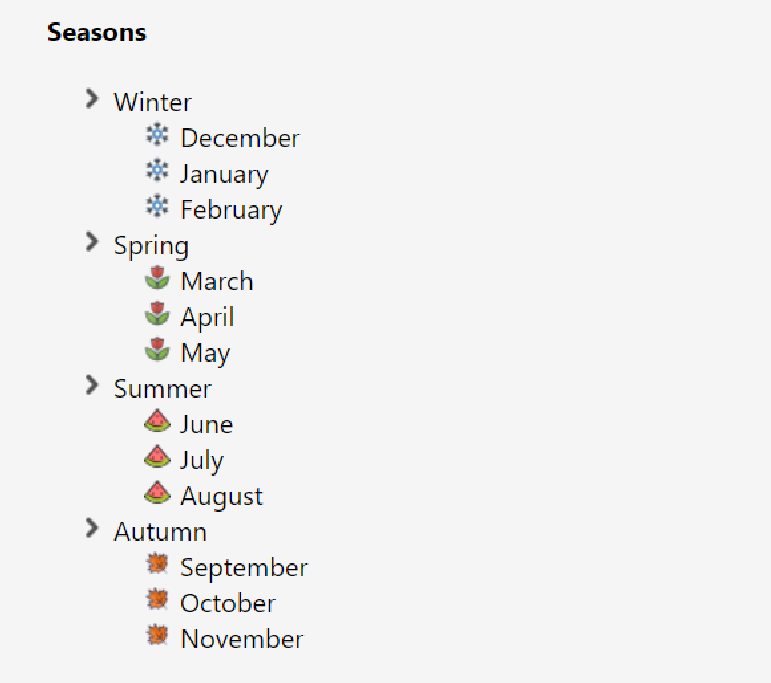 Seasons
Winter
December
January
February
Spring
March
April
May
Summer
June
July
August
Autumn
September
October
November